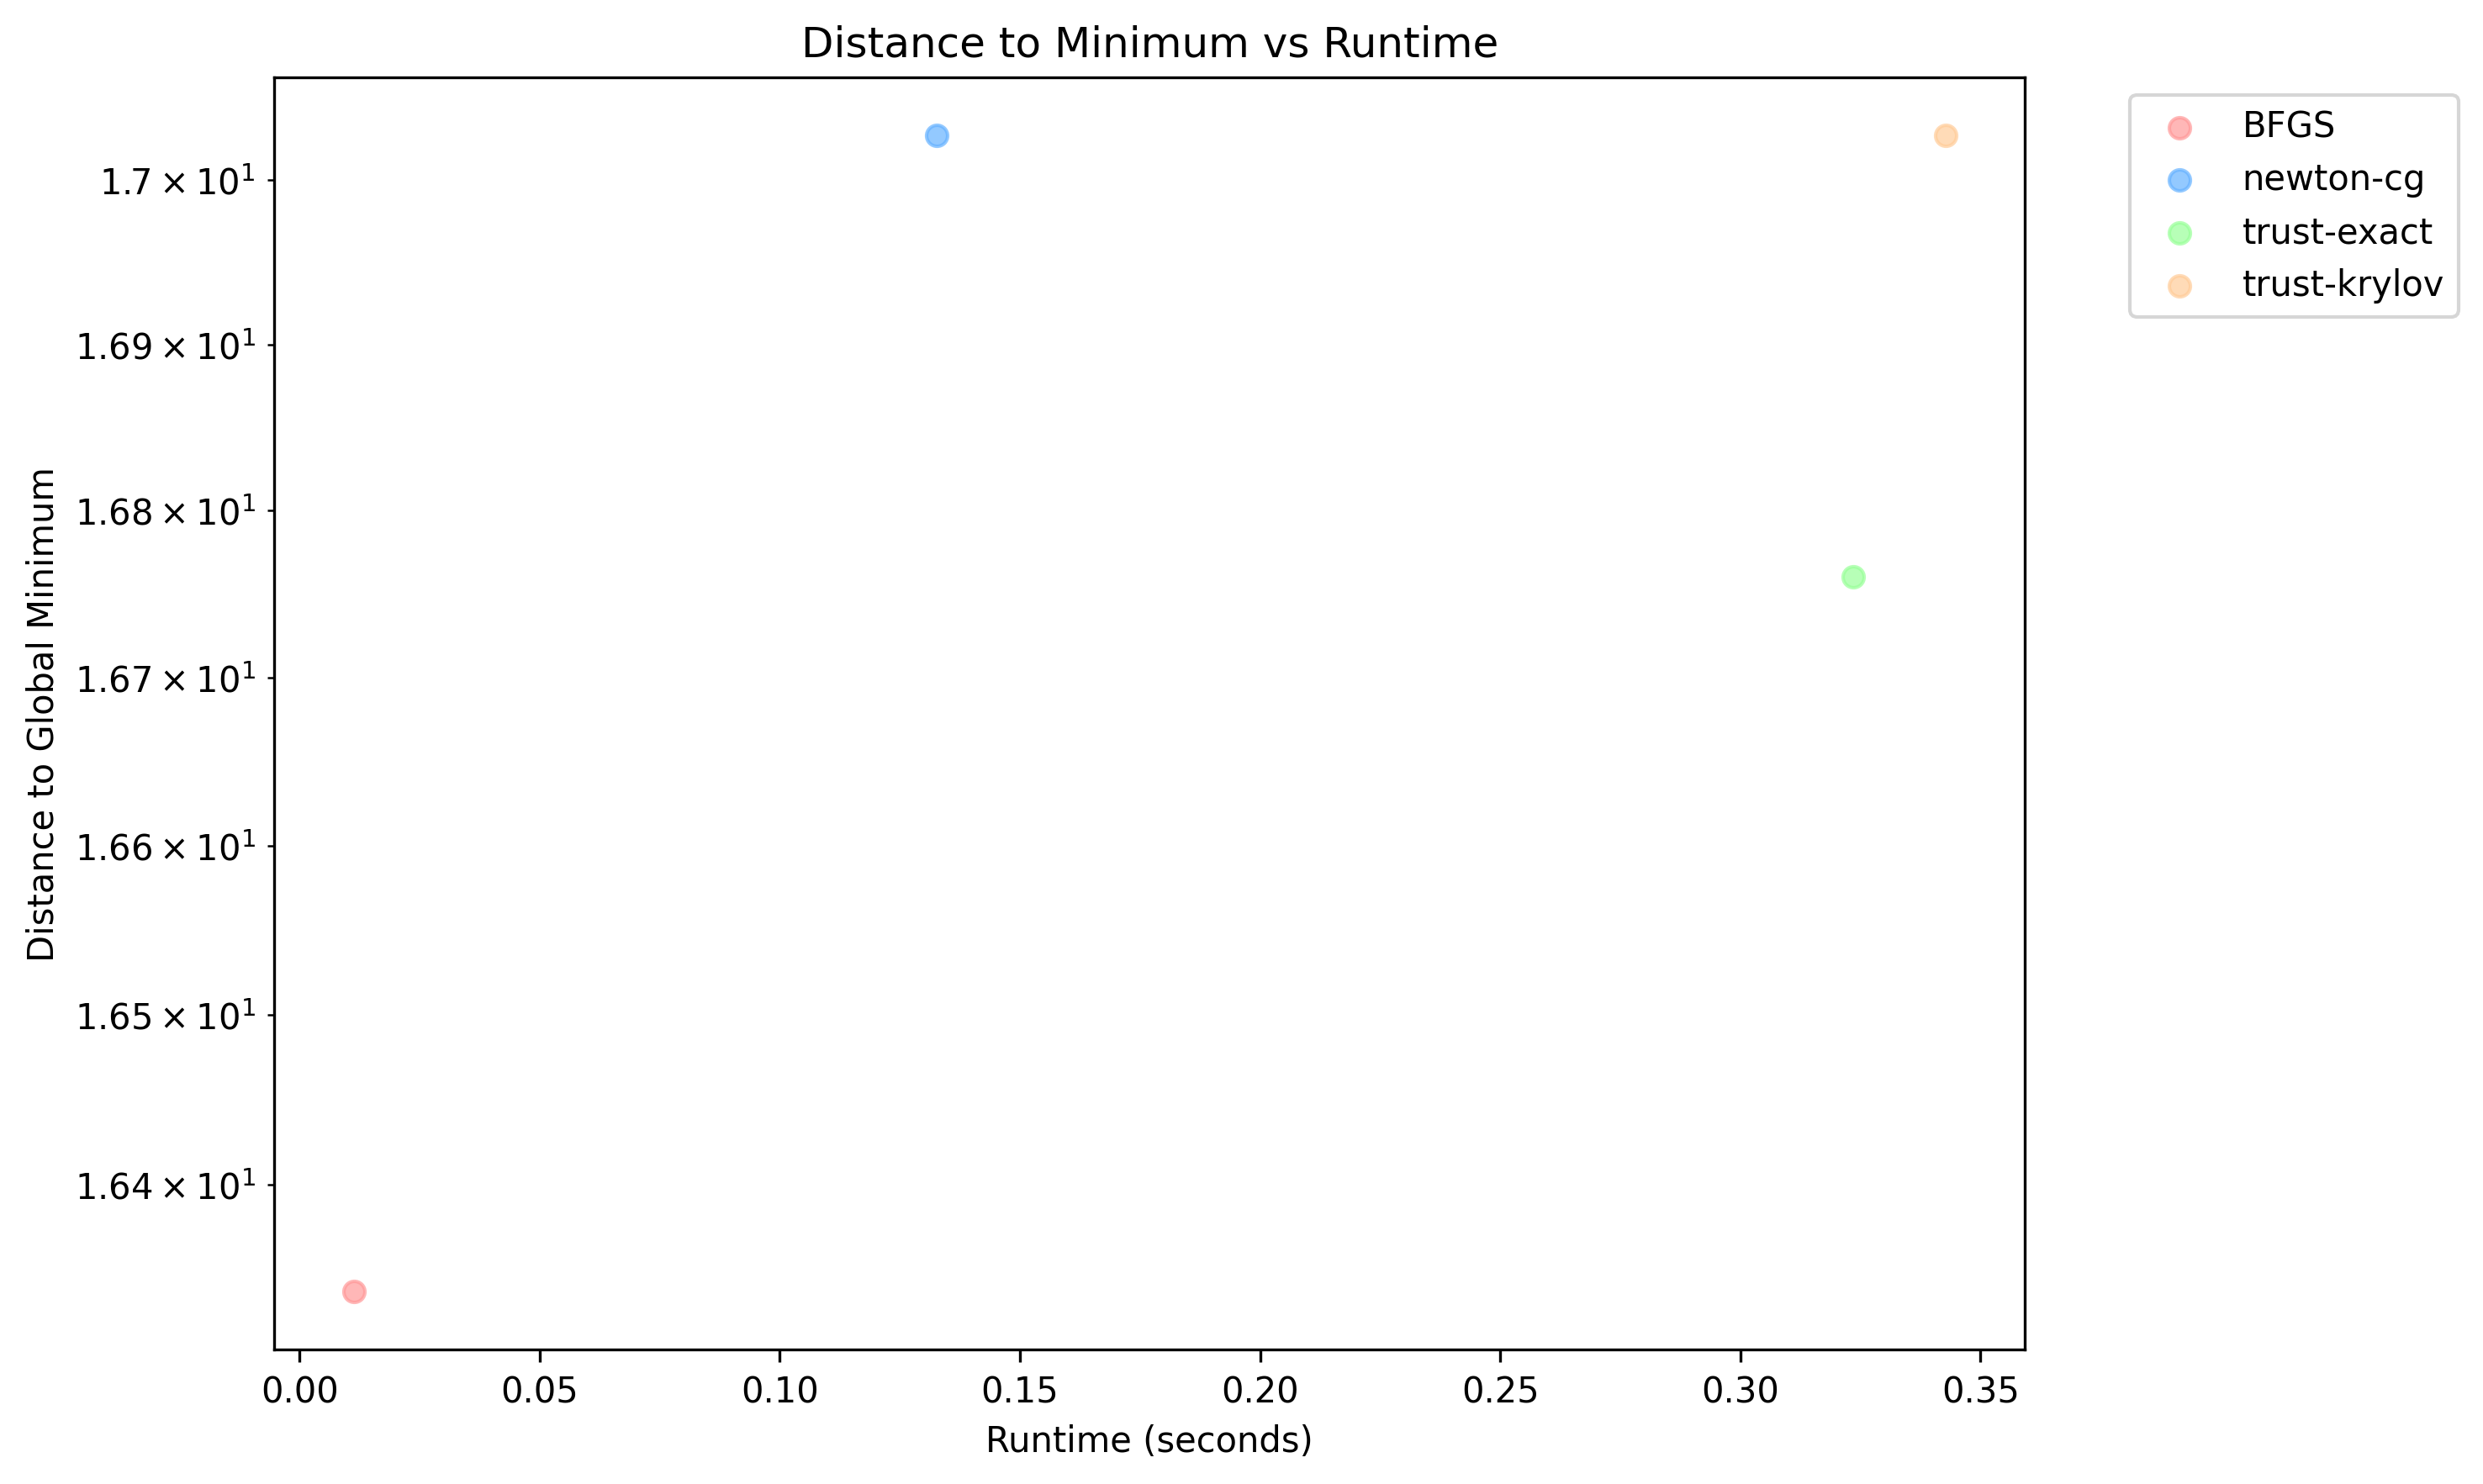 Distance to Minimum vs Runtime
Distance to Global Minimum
1.7 × 10¹
1.69 × 10¹
1.68 × 10¹
1.67 × 10¹
1.66 × 10¹
1.65 × 10¹
1.64 × 10¹
0.00 0.05 0.10 0.15 0.20 0.25 0.30 0.35
Runtime (seconds)
BFGS
newton-cg
trust-exact
trust-krylov